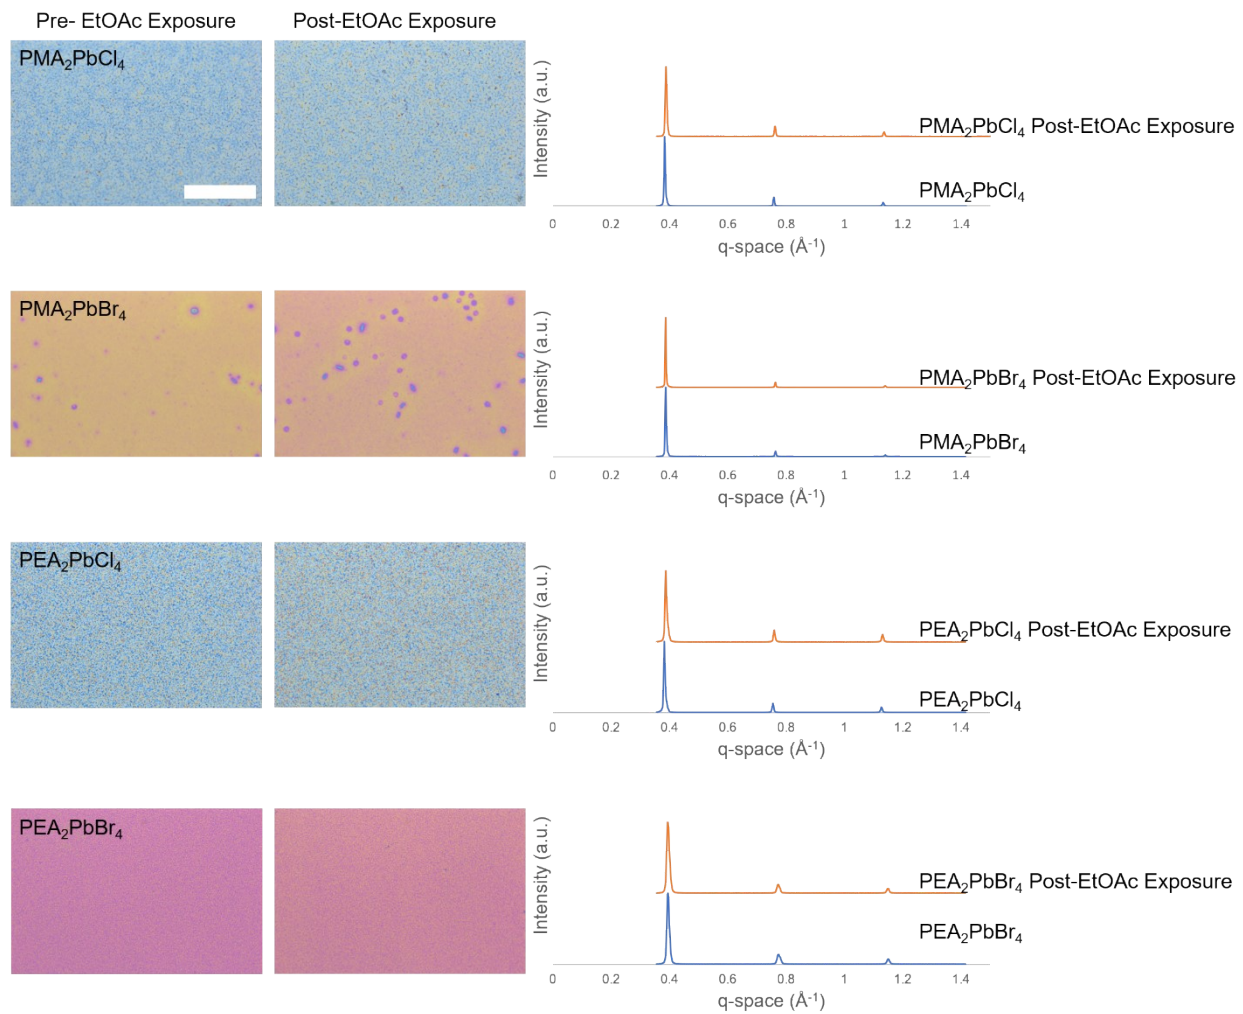 Pre- EtOAc Exposure
Post-EtOAc Exposure
PMA₂PbCl₄
Intensity (a.u.)
PMA₂PbCl₄ Post-EtOAc Exposure
PMA₂PbCl₄
0 0.2 0.4 0.6 0.8 1 1.2 1.4
q-space (Å⁻¹)
PMA₂PbBr₄
Intensity (a.u.)
PMA₂PbBr₄ Post-EtOAc Exposure
PMA₂PbBr₄
0 0.2 0.4 0.6 0.8 1 1.2 1.4
q-space (Å⁻¹)
PEA₂PbCl₄
Intensity (a.u.)
PEA₂PbCl₄ Post-EtOAc Exposure
PEA₂PbCl₄
0 0.2 0.4 0.6 0.8 1 1.2 1.4
q-space (Å⁻¹)
PEA₂PbBr₄
Intensity (a.u.)
PEA₂PbBr₄ Post-EtOAc Exposure
PEA₂PbBr₄
0 0.2 0.4 0.6 0.8 1 1.2 1.4
q-space (Å⁻¹)